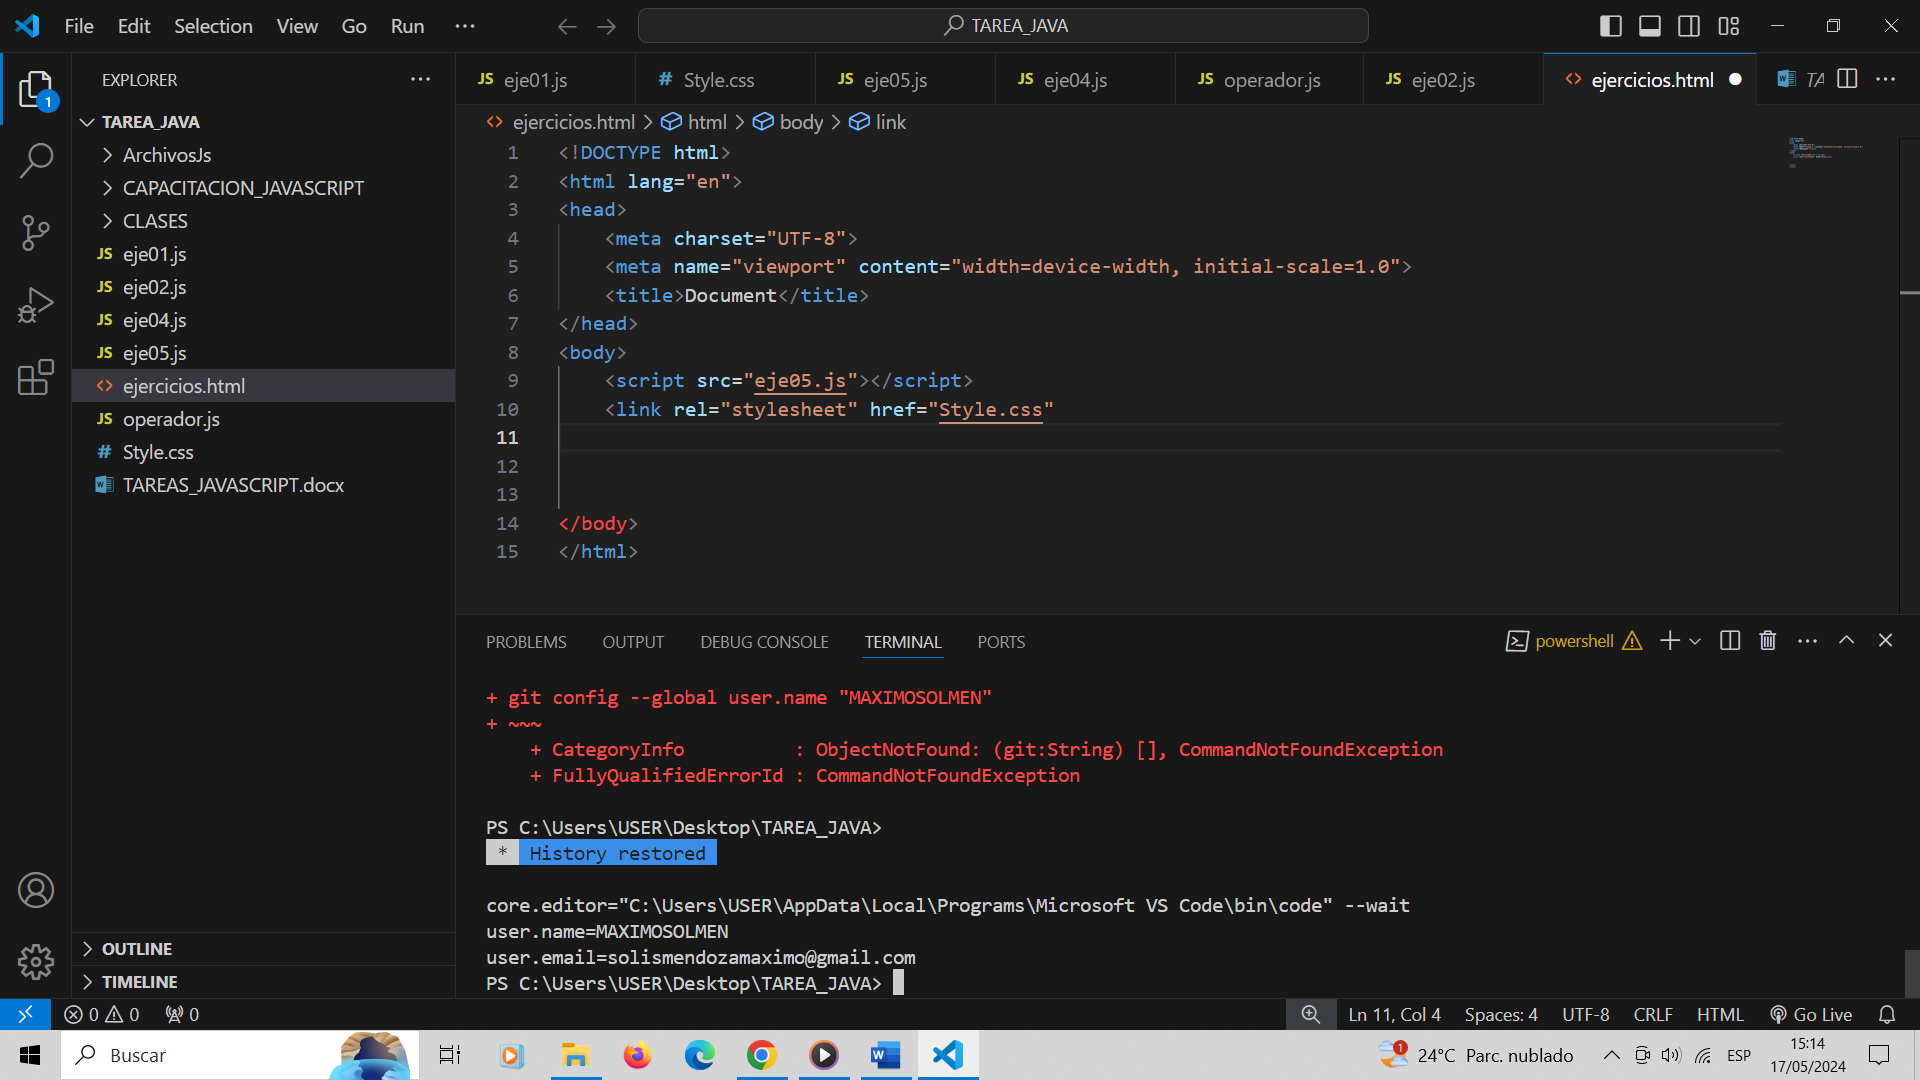 File Edit Selection View Go Run ··· TAREA_JAVA
EXPLORER ···
TAREA_JAVA
ArchivosJs
CAPACITACION_JAVASCRIPT
CLASES
JS eje01.js
JS eje02.js
JS eje04.js
JS eje05.js
<> ejercicios.html
JS operador.js
# Style.css
TAREAS_JAVASCRIPT.docx
OUTLINE
TIMELINE
JS eje01.js # Style.css JS eje05.js JS eje04.js JS operador.js JS eje02.js <> ejercicios.html TA
<> ejercicios.html > html > body > link
1 <!DOCTYPE html>
2 <html lang="en">
3 <head>
4 <meta charset="UTF-8">
5 <meta name="viewport" content="width=device-width, initial-scale=1.0">
6 <title>Document</title>
7 </head>
8 <body>
9 <script src="eje05.js"></script>
10 <link rel="stylesheet" href="Style.css"
11
12
13
14 </body>
15 </html>
PROBLEMS OUTPUT DEBUG CONSOLE TERMINAL PORTS powershell
+ git config --global user.name "MAXIMOSOLMEN"
+ ~~~
+ CategoryInfo : ObjectNotFound: (git:String) [], CommandNotFoundException
+ FullyQualifiedErrorId : CommandNotFoundException
PS C:\Users\USER\Desktop\TAREA_JAVA>
* History restored
core.editor="C:\Users\USER\AppData\Local\Programs\Microsoft VS Code\bin\code" --wait
user.name=MAXIMOSOLMEN
user.email=solismendozamaximo@gmail.com
PS C:\Users\USER\Desktop\TAREA_JAVA>
0 0 0 Ln 11, Col 4 Spaces: 4 UTF-8 CRLF HTML Go Live
Buscar 1 24°C Parc. nublado ESP 15:14
17/05/2024